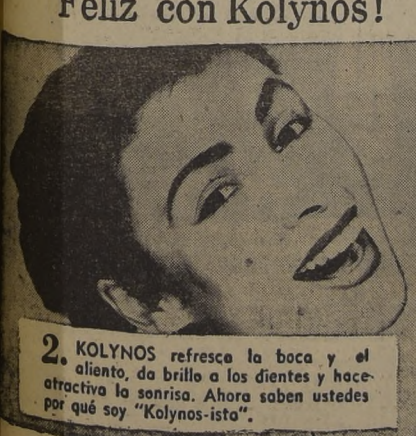 Feliz con Kolynos!
2. KOLYNOS refresca la boca y el
aliento, da brillo a los dientes y hace
atractiva la sonrisa. Ahora saben ustedes
por qué soy "Kolynos-ista".